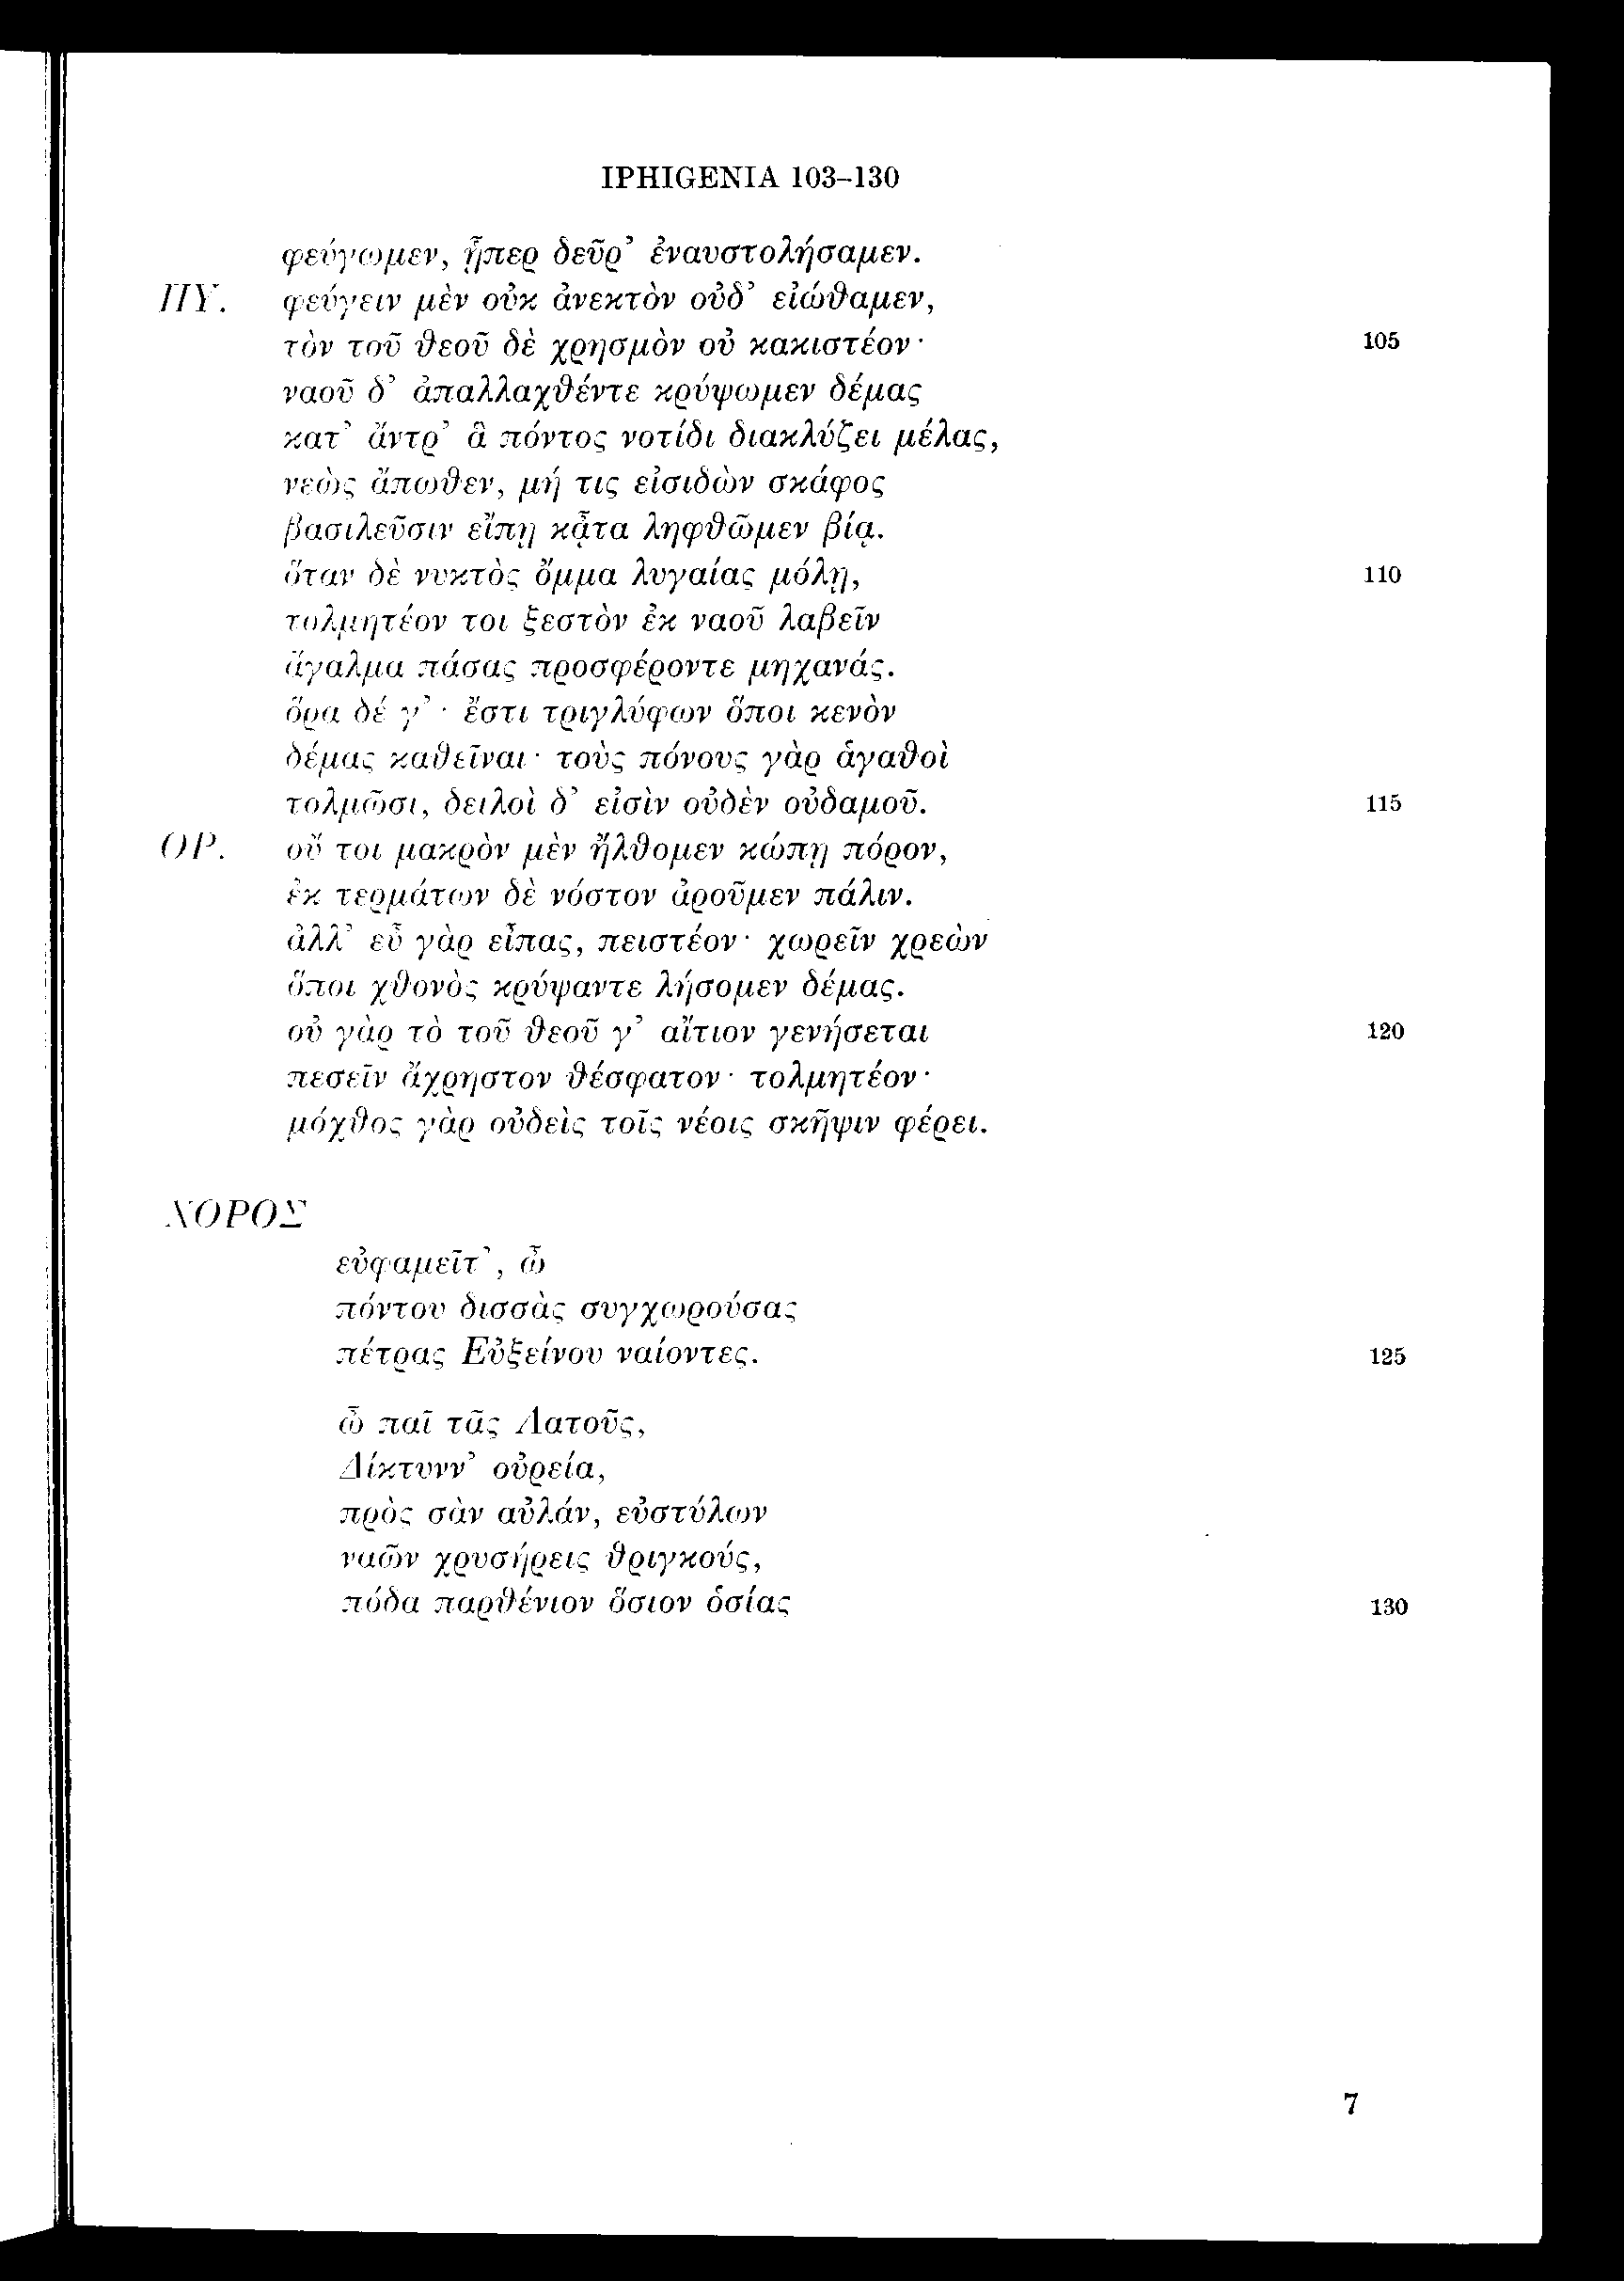 IPHIGENIA 103–130
φεύγωμεν, ᾗπερ δεῦρ’ ἐναυστολήσαμεν.
ΠΥ. φεύγειν μὲν οὐκ ἀνεκτὸν οὐδ’ εἰώθαμεν,
τὸν τοῦ θεοῦ δὲ χρησμὸν οὐ κακιστέον· 105
ναοῦ δ’ ἀπαλλαχθέντε κρύψωμεν δέμας
κατ’ ἄντρ’ ἃ πόντος νοτίδι διακλύζει μέλας,
νεὼς ἄπωθεν, μή τις εἰσιδὼν σκάφος
βασιλεῦσιν εἴπῃ κᾆτα ληφθῶμεν βίᾳ.
ὅταν δὲ νυκτὸς ὄμμα λυγαίας μόλῃ, 110
τολμητέον τοι ξεστὸν ἐκ ναοῦ λαβεῖν
ἄγαλμα πάσας προσφέροντε μηχανάς.
ὅρα δέ γ’· ἔστι τριγλύφων ὅποι κενὸν
δέμας καθεῖναι· τοὺς πόνους γὰρ ἁγαθοὶ
τολμῶσι, δειλοὶ δ’ εἰσὶν οὐδὲν οὐδαμοῦ. 115
ΟΡ. οὔ τοι μακρὸν μὲν ἤλθομεν κώπῃ πόρον,
ἐκ τερμάτων δὲ νόστον ἀροῦμεν πάλιν.
ἀλλ’ εὖ γὰρ εἶπας, πειστέον· χωρεῖν χρεὼν
ὅποι χθονὸς κρύψαντε λήσομεν δέμας.
οὐ γὰρ τὸ τοῦ θεοῦ γ’ αἴτιον γενήσεται 120
πεσεῖν ἄχρηστον θέσφατον· τολμητέον·
μόχθος γὰρ οὐδεὶς τοῖς νέοις σκῆψιν φέρει.
ΧΟΡΟΣ
εὐφαμεῖτ’, ὦ
πόντου δισσὰς συγχωρούσας
πέτρας Εὐξείνου ναίοντες. 125
ὦ παῖ τᾶς Λατοῦς,
Δίκτυνν’ οὐρεία,
πρὸς σὰν αὐλάν, εὐστύλων
ναῶν χρυσήρεις θριγκούς,
πόδα παρθένιον ὅσιον ὁσίας 130
7